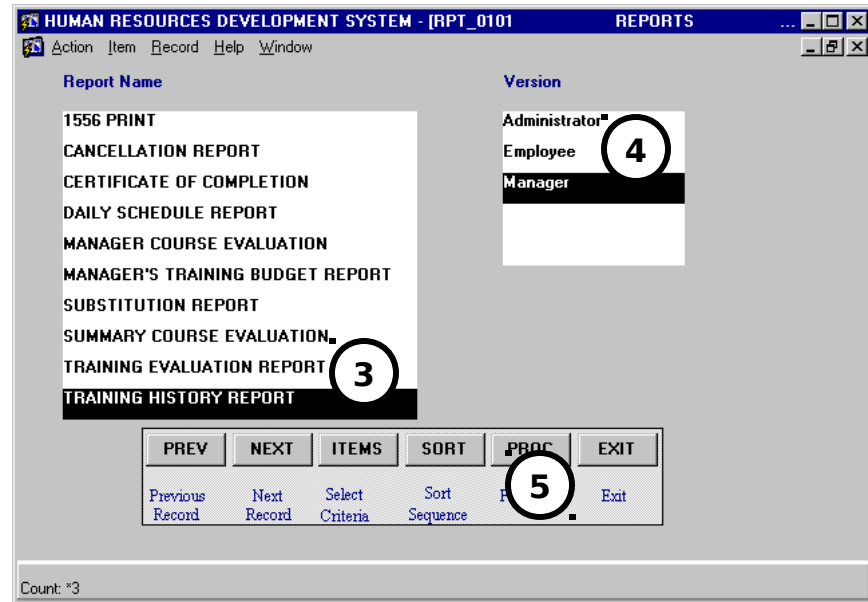 HUMAN RESOURCES DEVELOPMENT SYSTEM - [RPT_0101 REPORTS ...
Action Item Record Help Window
Report Name Version
1556 PRINT
CANCELLATION REPORT
CERTIFICATE OF COMPLETION
DAILY SCHEDULE REPORT
MANAGER COURSE EVALUATION
MANAGER'S TRAINING BUDGET REPORT
SUBSTITUTION REPORT
SUMMARY COURSE EVALUATION
TRAINING EVALUATION REPORT
TRAINING HISTORY REPORT
3
Administrator
Employee
Manager
4
PREV NEXT ITEMS SORT PROC EXIT
5
Previous Record
Next Record
Select Criteria
Sort Sequence
Exit
Count: *3